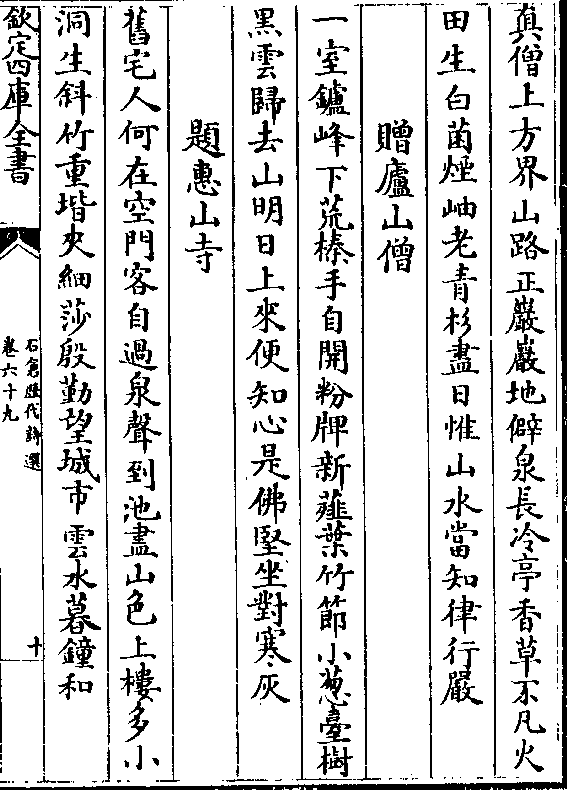 真僧上方界山路正巖巖地僻泉長冷亭香草不凡火
田生白菌煙岫老青杉盡日惟山水當知律行嚴
贈廬山僧
一室鑪峰下荒榛手自開粉牌新薤葉竹節小葱臺樹
黒雲歸去山明日上來便知心是佛堅坐對寒灰
題惠山寺
舊宅人何在空門客自過泉聲到池盡山色上樓多小
洞生斜竹重堦夾細莎殷勤望城市雲水暮鐘和
欽定四庫全書
石倉歷代詩選
卷六十九
十